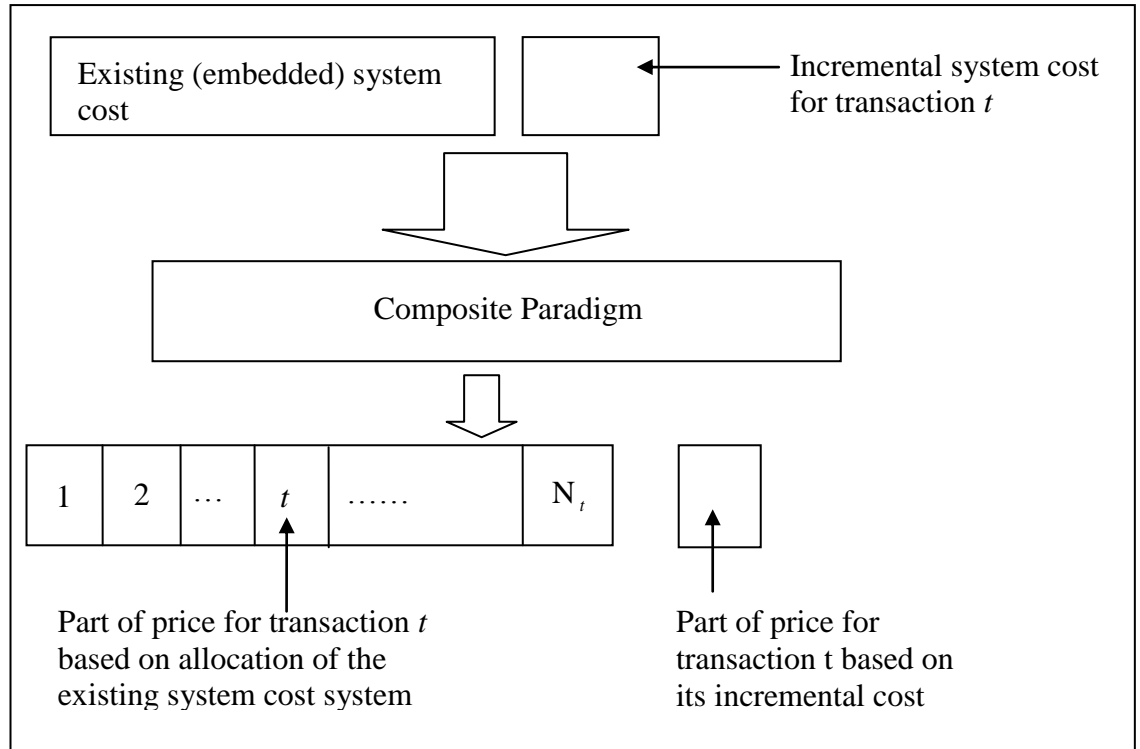 Existing (embedded) system
cost
Incremental system cost
for transaction t
Composite Paradigm
1 2 … t …… N t
Part of price for transaction t
based on allocation of the
existing system cost system
Part of price for
transaction t based on
its incremental cost